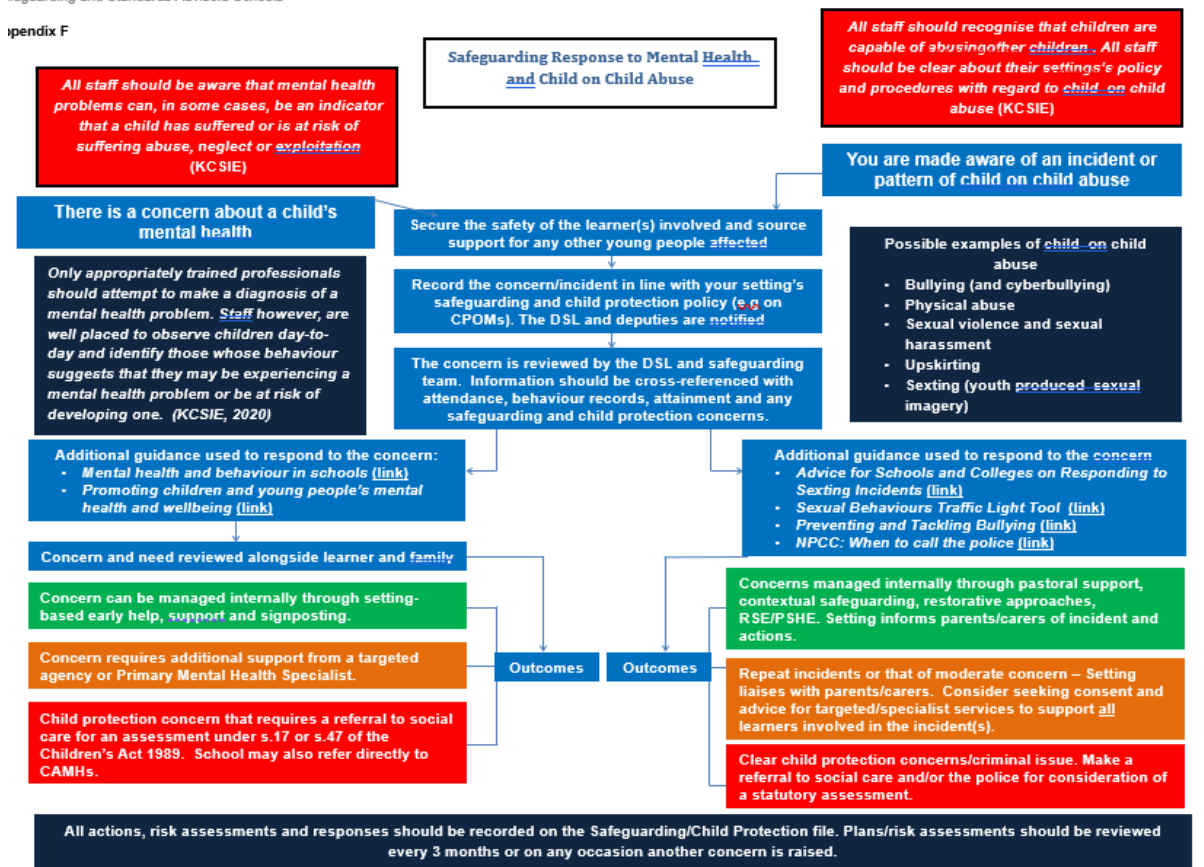 Safeguarding and Standards Advisors Schools
ppendix F
Safeguarding Response to Mental Health
and Child on Child Abuse
All staff should recognise that children are
capable of abusingother children . All staff
should be clear about their settings's policy
and procedures with regard to child on child
abuse (KCSIE)
All staff should be aware that mental health
problems can, in some cases, be an indicator
that a child has suffered or is at risk of
suffering abuse, neglect or exploitation
(KCSIE)
You are made aware of an incident or
pattern of child on child abuse
There is a concern about a child's
mental health
Secure the safety of the learner(s) involved and source
support for any other young people affected
Only appropriately trained professionals
should attempt to make a diagnosis of a
mental health problem. Staff however, are
well placed to observe children day-to-
day and identify those whose behaviour
suggests that they may be experiencing a
mental health problem or be at risk of
developing one. (KCSIE, 2020)
Record the concern/incident in line with your setting's
safeguarding and child protection policy (e.g on
CPOMs). The DSL and deputies are notified
The concern is reviewed by the DSL and safeguarding
team. Information should be cross-referenced with
attendance, behaviour records, attainment and any
safeguarding and child protection concerns.
Possible examples of child on child
abuse
• Bullying (and cyberbullying)
• Physical abuse
• Sexual violence and sexual
harassment
• Upskirting
• Sexting (youth produced sexual
imagery)
Additional guidance used to respond to the concern:
• Mental health and behaviour in schools (link)
• Promoting children and young people's mental
health and wellbeing (link)
Additional guidance used to respond to the concern
• Advice for Schools and Colleges on Responding to
Sexting Incidents (link)
• Sexual Behaviours Traffic Light Tool (link)
• Preventing and Tackling Bullying (link)
• NPCC: When to call the police (link)
Concern and need reviewed alongside learner and family
Concern can be managed internally through setting-
based early help, support and signposting.
Concern requires additional support from a targeted
agency or Primary Mental Health Specialist.
Child protection concern that requires a referral to social
care for an assessment under s.17 or s.47 of the
Children's Act 1989. School may also refer directly to
CAMHs.
Outcomes
Outcomes
Concerns managed internally through pastoral support,
contextual safeguarding, restorative approaches,
RSE/PSHE. Setting informs parents/carers of incident and
actions.
Repeat incidents or that of moderate concern – Setting
liaises with parents/carers. Consider seeking consent and
advice for targeted/specialist services to support all
learners involved in the incident(s).
Clear child protection concerns/criminal issue. Make a
referral to social care and/or the police for consideration of
a statutory assessment.
All actions, risk assessments and responses should be recorded on the Safeguarding/Child Protection file. Plans/risk assessments should be reviewed
every 3 months or on any occasion another concern is raised.